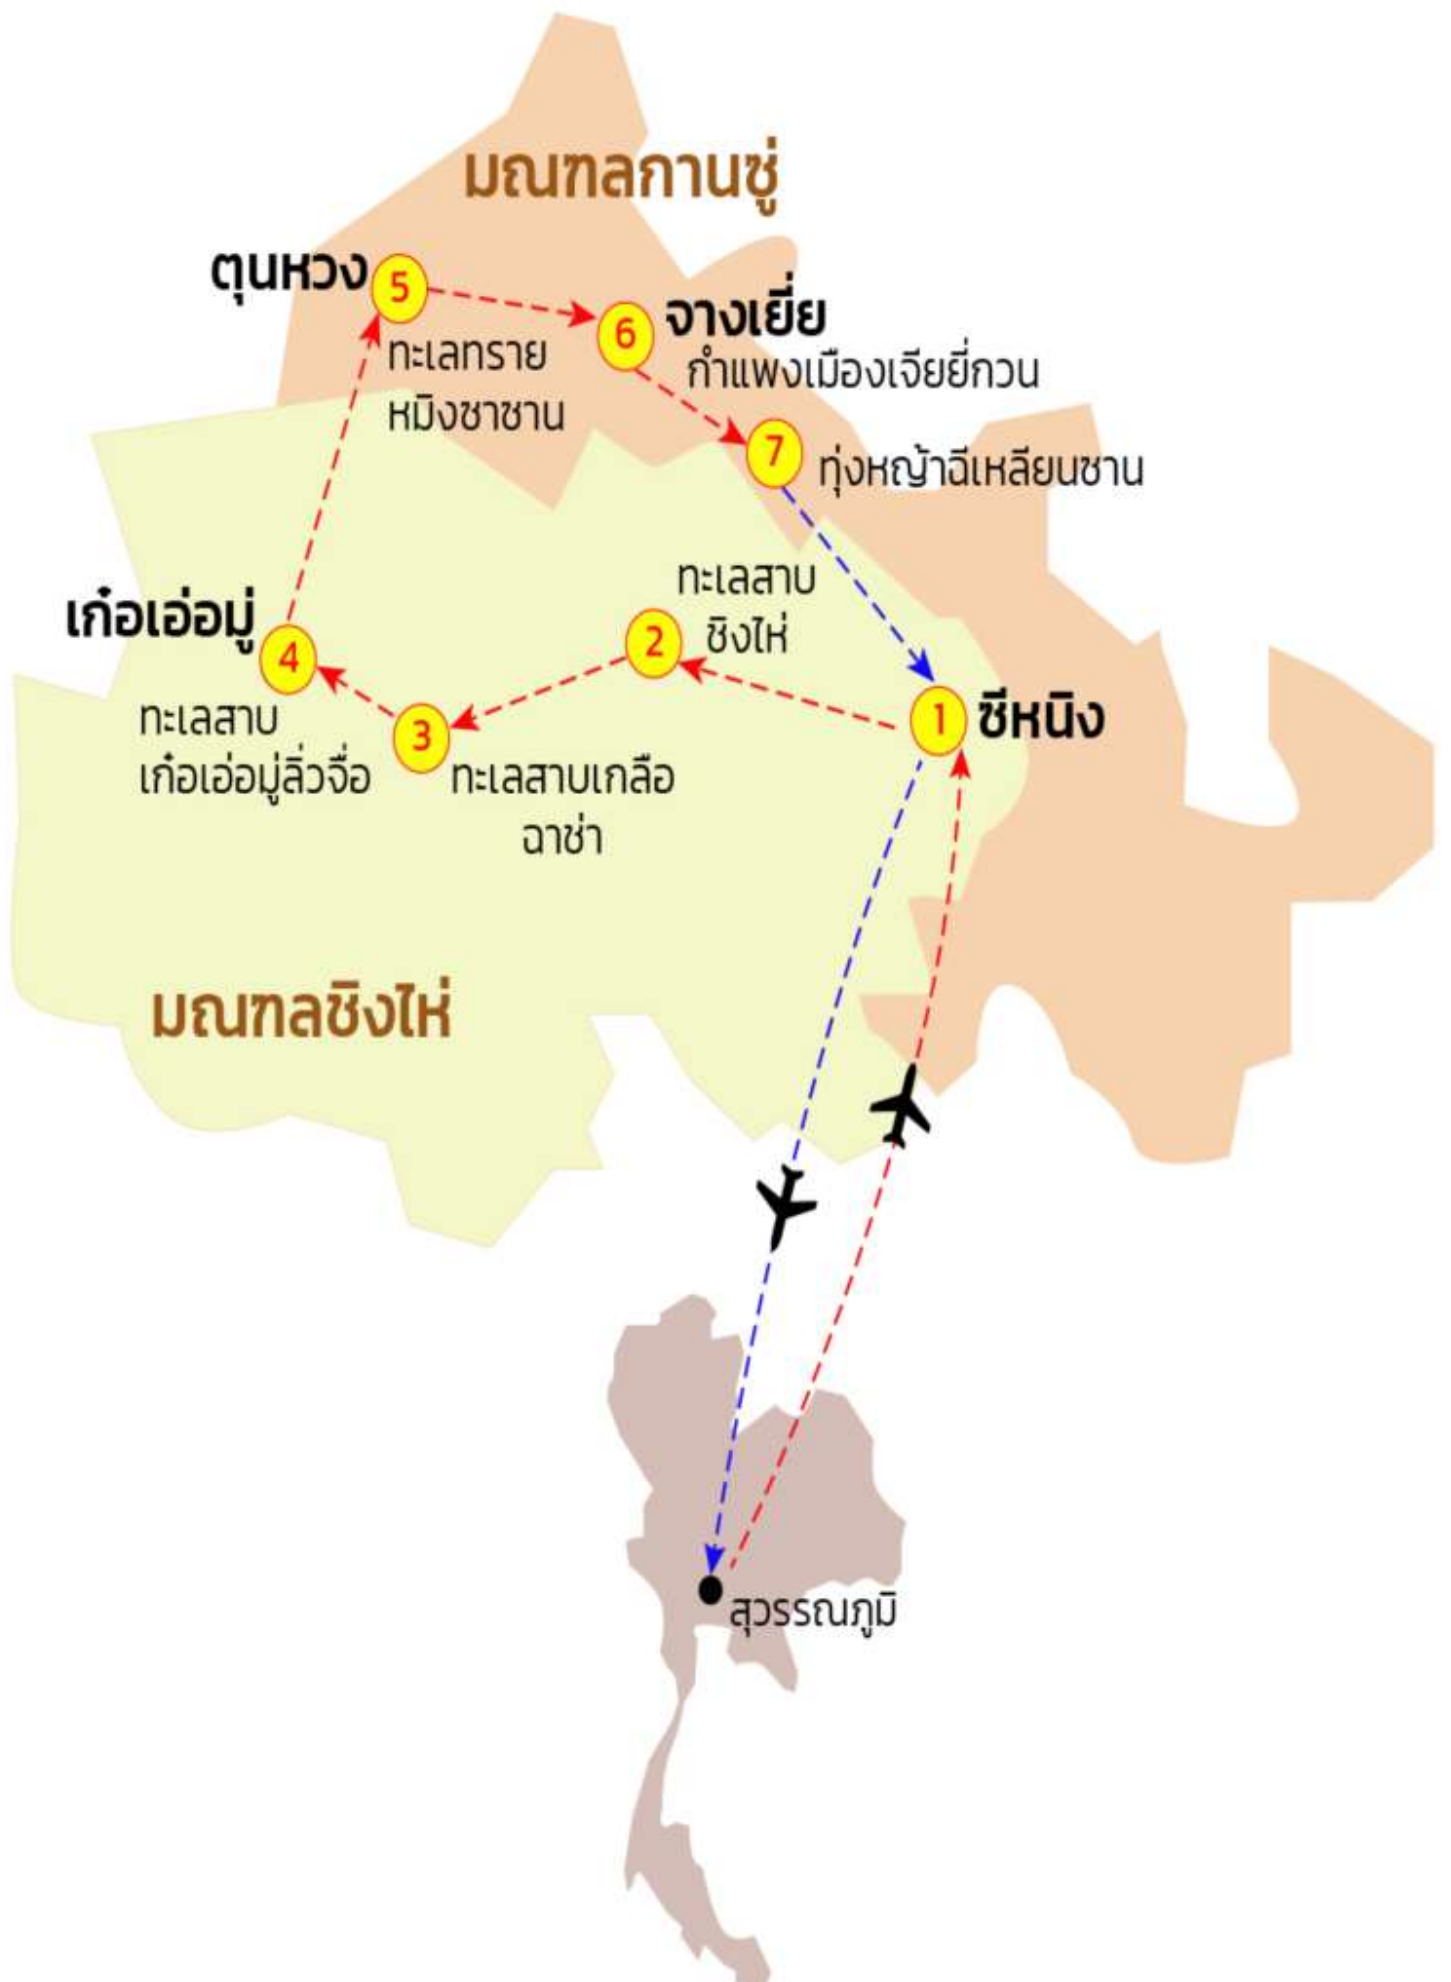 มณฑลกานซู่
ตุนหวง
5
6
จางเยี่ย
ทะเลทราย
หมิงซาซาน
กำแพงเมืองเจียยี่กวน
7
ทุ่งหญ้าฉีเหลียนซาน
ทะเลสาบ
ชิงไห่
2
เก๋อเอ่อมู่
4
ทะเลสาบ
เก๋อเอ่อมู่ลิ่วจื่อ
3
ทะเลสาบเกลือ
ฉาช่า
1
ซีหนิง
มณฑลชิงไห่
สุวรรณภูมิ